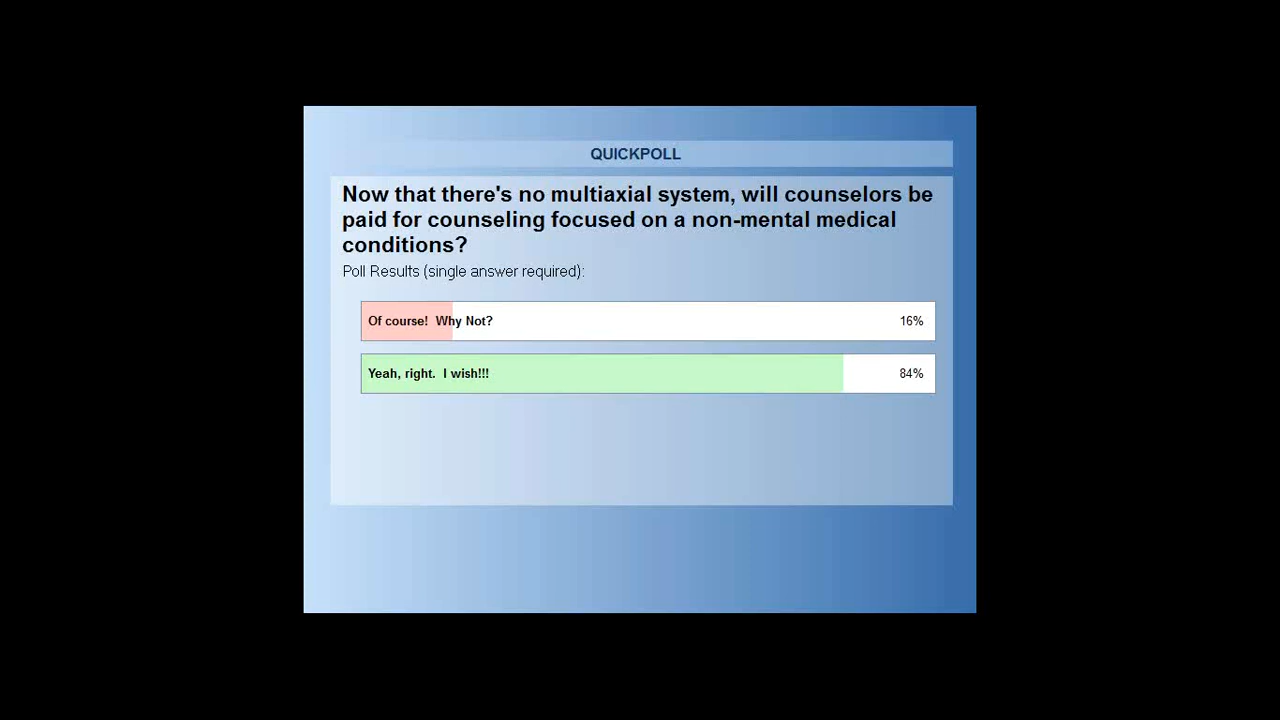 QUICKPOLL
Now that there's no multiaxial system, will counselors be
paid for counseling focused on a non-mental medical
conditions?
Poll Results (single answer required):
Of course!  Why Not? 16%
Yeah, right.  I wish!!! 84%